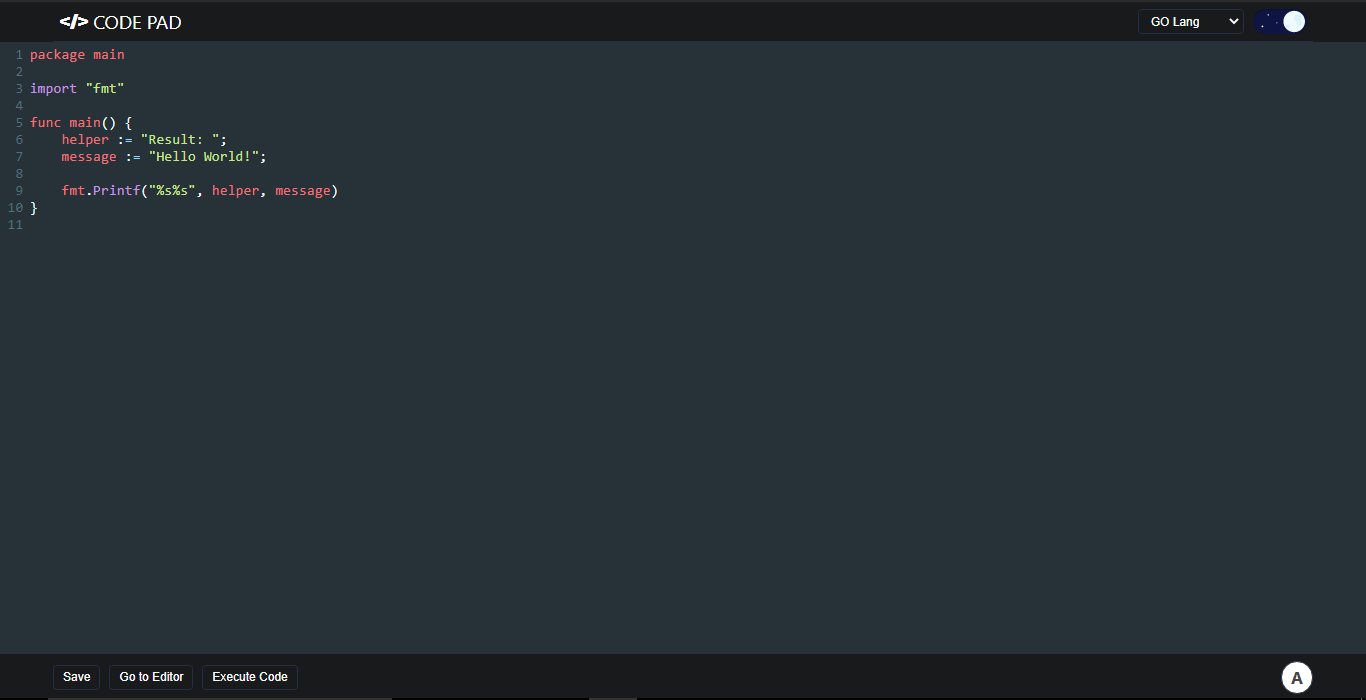 </> CODE PAD GO Lang
1 package main
2
3 import "fmt"
4
5 func main() {
6     helper := "Result: ";
7     message := "Hello World!";
8
9     fmt.Printf("%s%s", helper, message)
10 }
11
Save Go to Editor Execute Code A